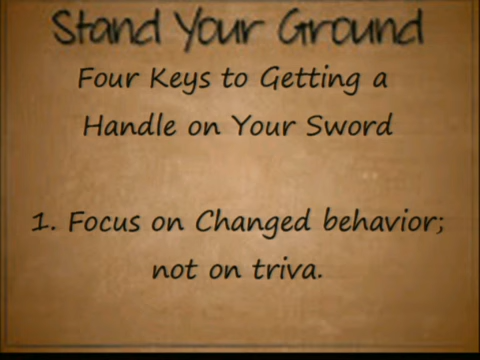 Stand Your Ground
Four Keys to Getting a
Handle on Your Sword
1. Focus on Changed behavior;
not on triva.